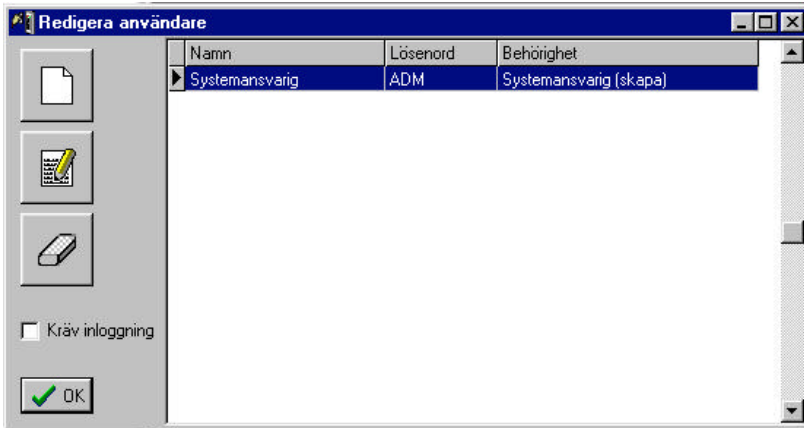 Redigera användare
Namn Lösenord Behörighet
Systemansvarig ADM Systemansvarig (skapa)
Kräv inloggning
OK